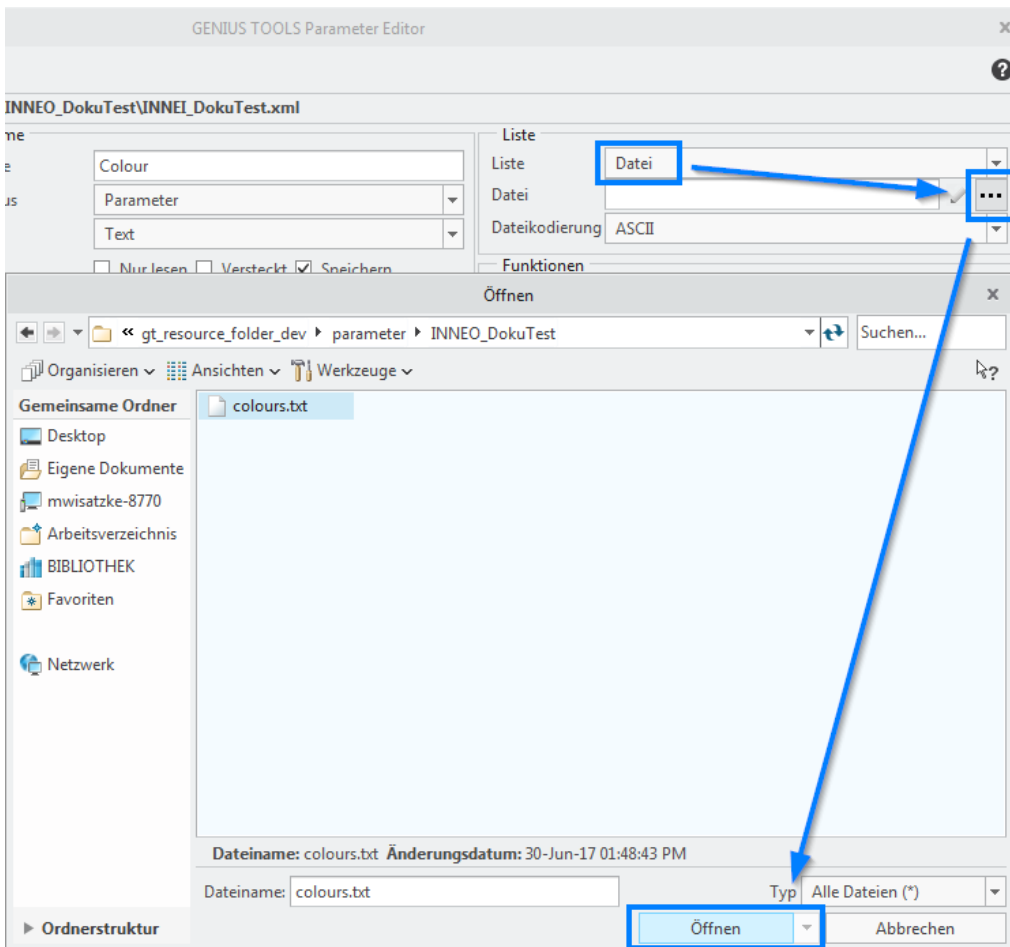 GENIUS TOOLS Parameter Editor
INNEO_DokuTest\INNEI_DokuTest.xml
me Liste
e Colour Liste Datei
us Parameter Datei ...
Text Dateikodierung ASCII
Nur lesen Versteckt Speichern Funktionen
Öffnen
« gt_resource_folder_dev parameter INNEO_DokuTest Suchen...
Organisieren Ansichten Werkzeuge
Gemeinsame Ordner colours.txt
Desktop
Eigene Dokumente
mwisatzke-8770
Arbeitsverzeichnis
BIBLIOTHEK
Favoriten
Netzwerk
Dateiname: colours.txt Änderungsdatum: 30-Jun-17 01:48:43 PM
Dateiname: colours.txt Typ Alle Dateien (*)
Ordnerstruktur Öffnen Abbrechen